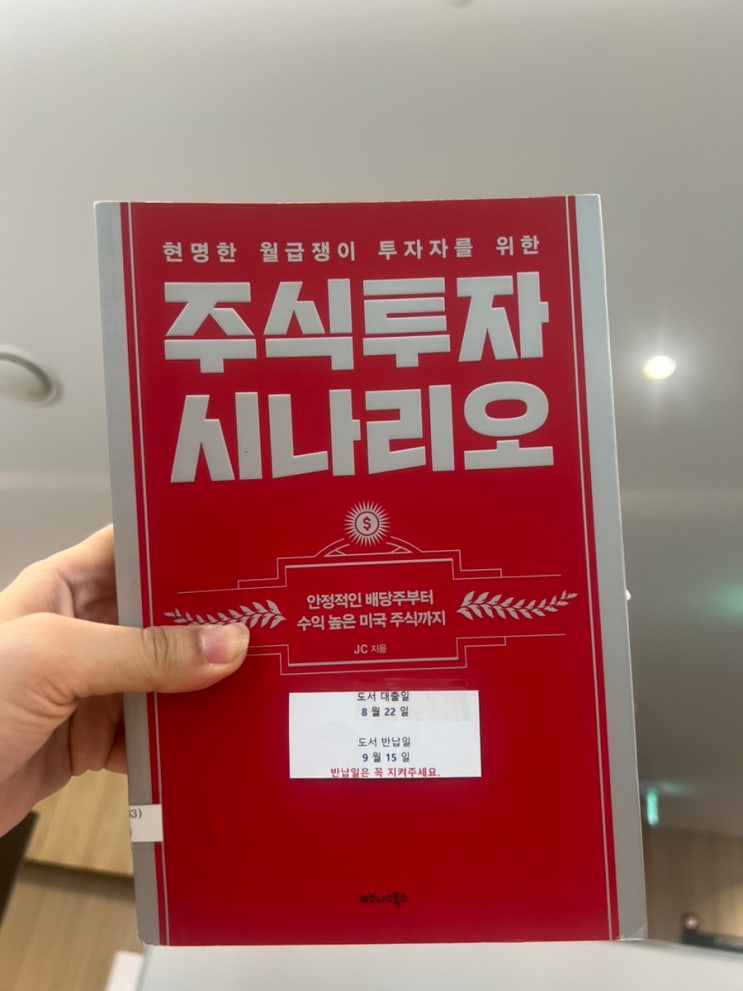 현명한 월급쟁이 투자자를 위한
주식투자
시나리오
$
안정적인 배당주부터
수익 높은 미국 주식까지
JC 지음
도서 대출일
8 월 22 일
도서 반납일
9 월 15 일
반납일은 꼭 지켜주세요.